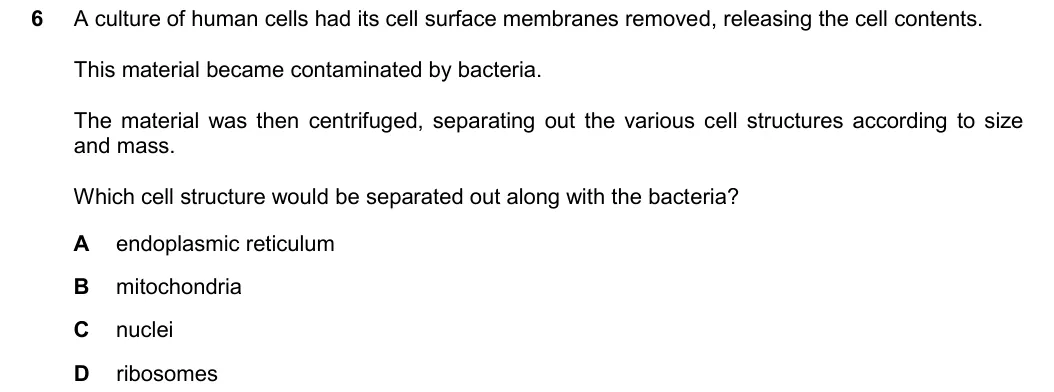 6 A culture of human cells had its cell surface membranes removed, releasing the cell contents.
This material became contaminated by bacteria.
The material was then centrifuged, separating out the various cell structures according to size
and mass.
Which cell structure would be separated out along with the bacteria?
A endoplasmic reticulum
B mitochondria
C nuclei
D ribosomes